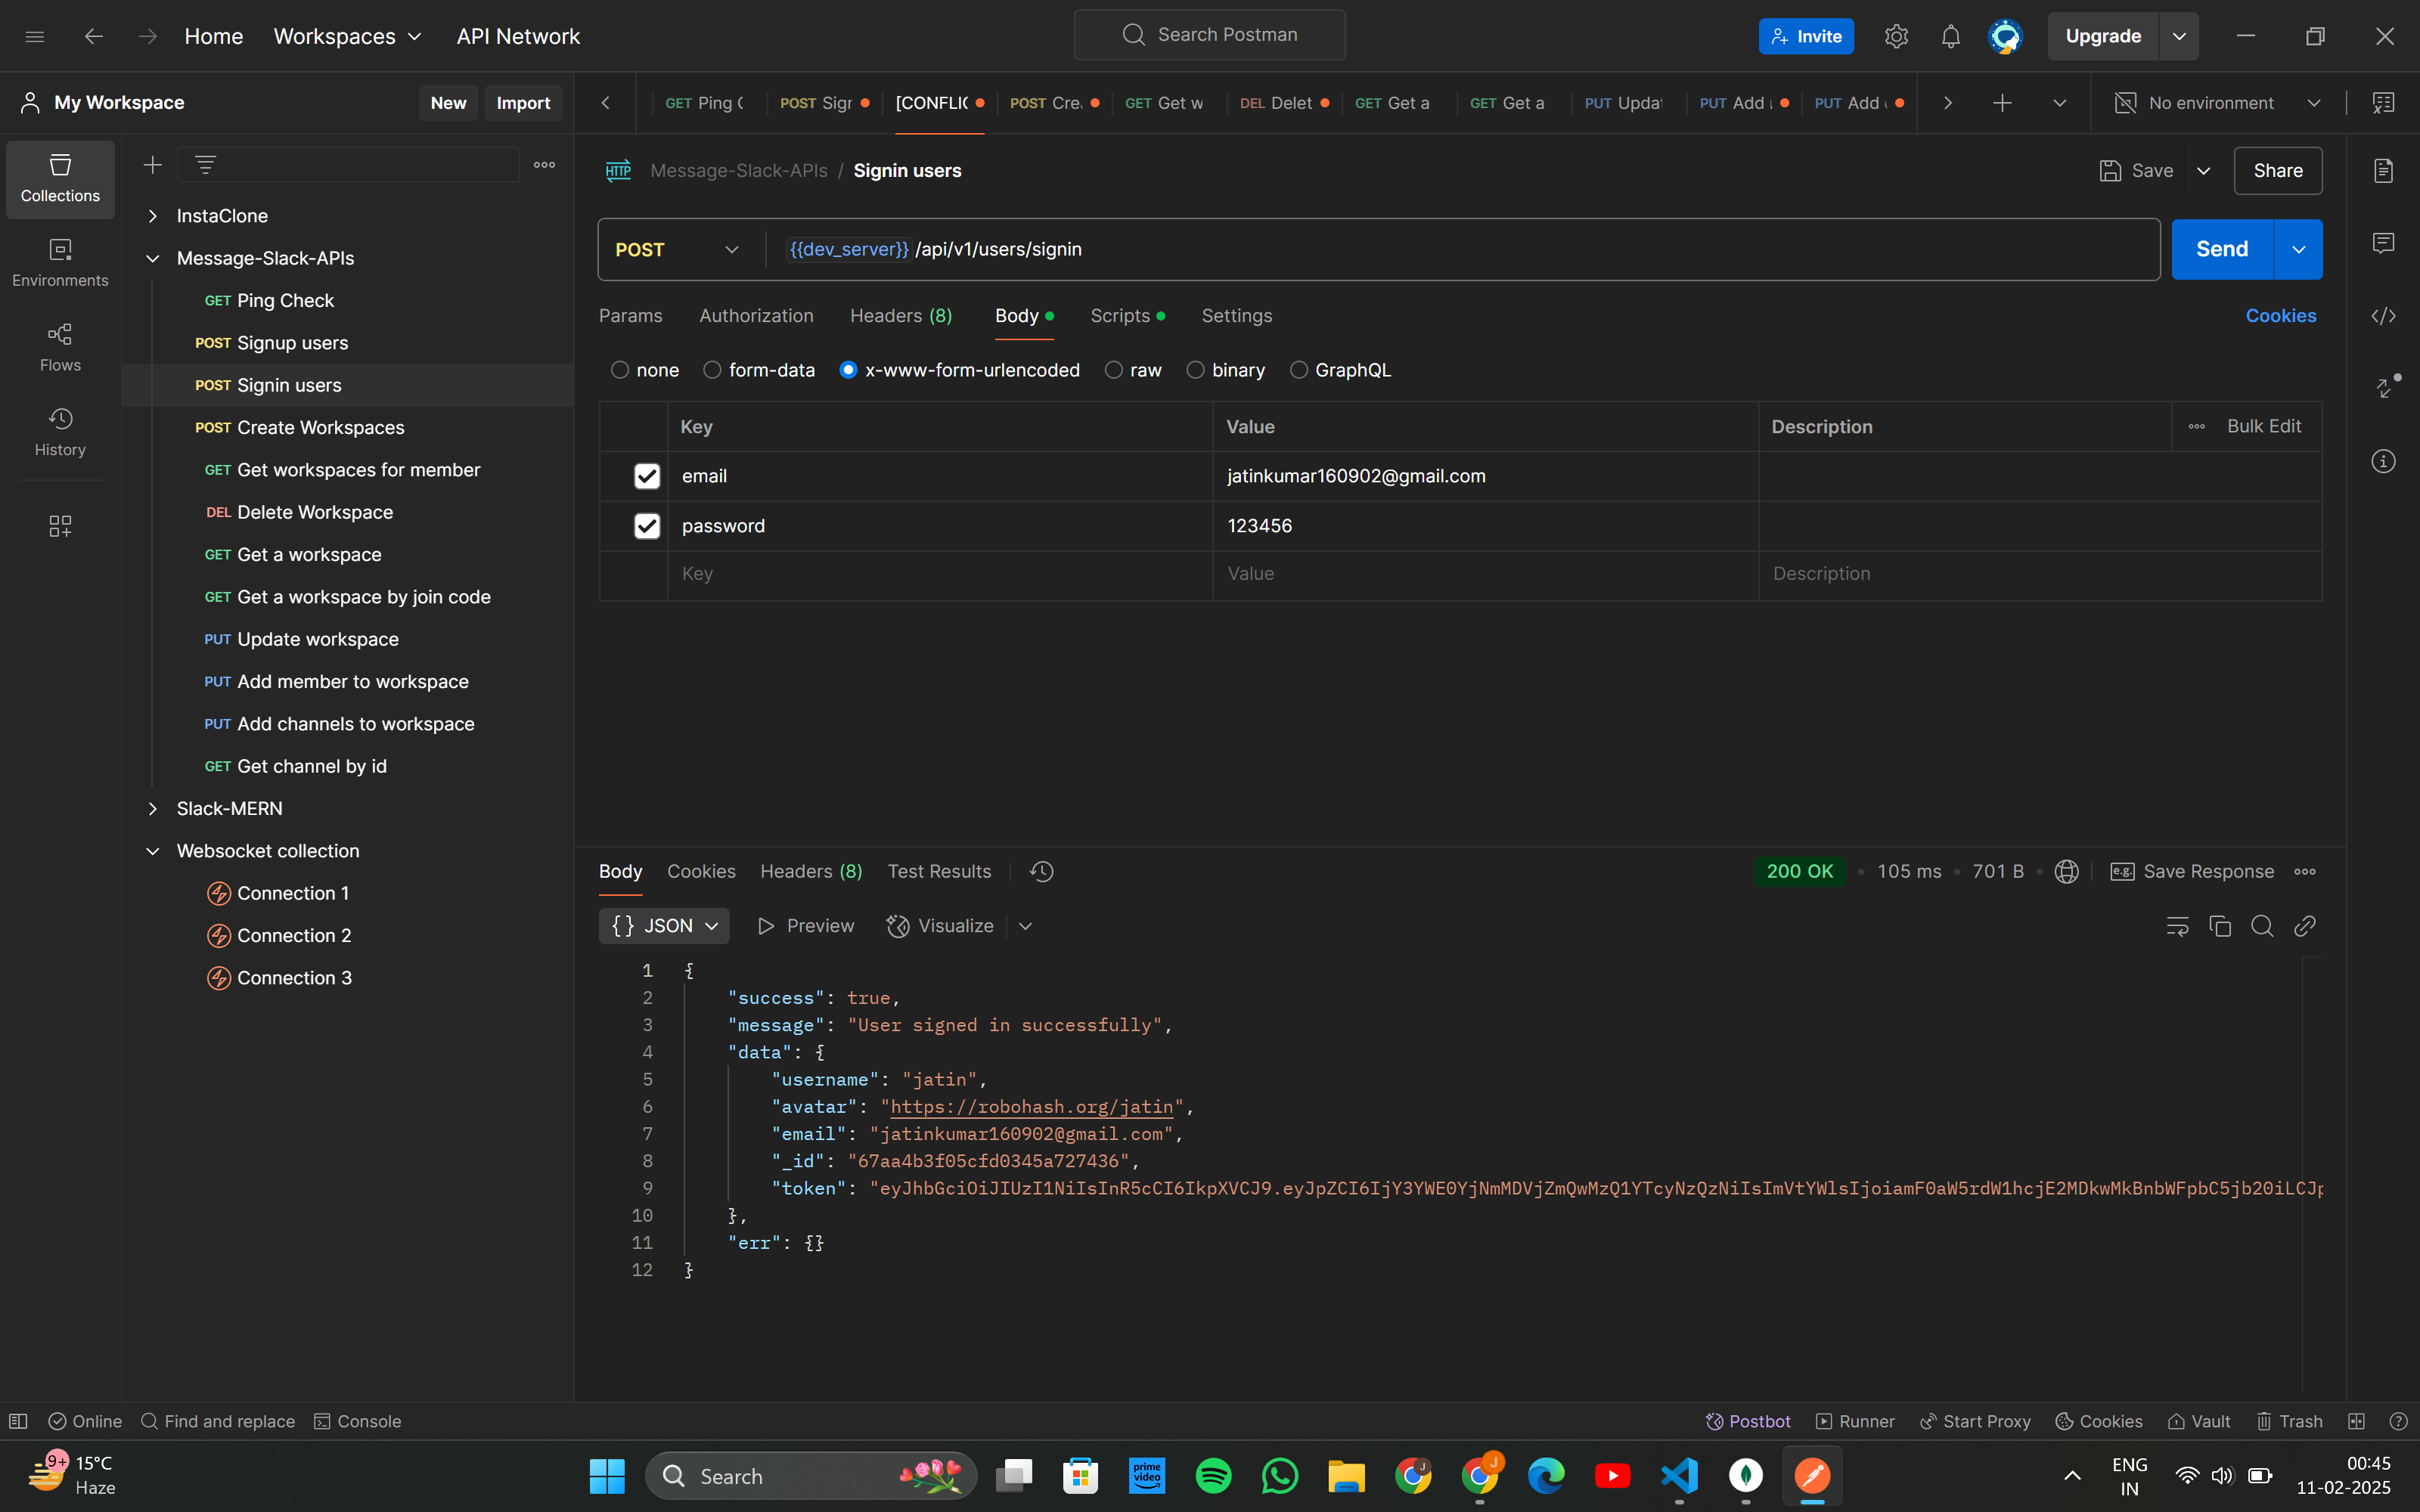 Home Workspaces API Network Search Postman Invite Upgrade
My Workspace New Import GET Ping POST Sigr [CONFLIC POST Cre GET Get w DEL Delet GET Get a GET Get a PUT Updat PUT Add PUT Add No environment
Collections
Environments
Flows
History
InstaClone
Message-Slack-APIs
GET Ping Check
POST Signup users
POST Signin users
POST Create Workspaces
GET Get workspaces for member
DEL Delete Workspace
GET Get a workspace
GET Get a workspace by join code
PUT Update workspace
PUT Add member to workspace
PUT Add channels to workspace
GET Get channel by id
Slack-MERN
Websocket collection
Connection 1
Connection 2
Connection 3
HTTP Message-Slack-APIs / Signin users Save Share
POST {{dev_server}} /api/v1/users/signin Send
Params Authorization Headers (8) Body Scripts Settings Cookies
none form-data x-www-form-urlencoded raw binary GraphQL
Key Value Description Bulk Edit
email jatinkumar160902@gmail.com
password 123456
Key Value Description
Body Cookies Headers (8) Test Results 200 OK • 105 ms • 701 B • e.g. Save Response
{} JSON Preview Visualize
1 {
2 "success": true,
3 "message": "User signed in successfully",
4 "data": {
5 "username": "jatin",
6 "avatar": "https://robohash.org/jatin",
7 "email": "jatinkumar160902@gmail.com",
8 "_id": "67aa4b3f05cfd0345a727436",
9 "token": "eyJhbGciOiJIUzI1NiIsInR5cCI6IkpXVCJ9.eyJpZCI6IjY3YWE0YjNmMDVjZmQwMzQ1YTcyNzQzNiIsImVtYWlsIjoiamF0aW5rdW1hcjE2MDkwMkBnbWFpbC5jb20iLCJp
10 },
11 "err": {}
12 }
Online Find and replace Console Postbot Runner Start Proxy Cookies Vault Trash
9+ 15°C
Haze
Search
prime video
J
J
ENG
IN
00:45
11-02-2025